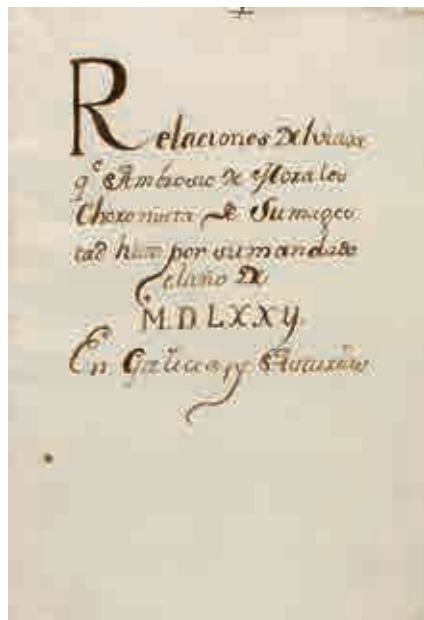 Relaciones Del viage
q.e Ambrosio de Morales
Choronista de Su mages
tad hizo por su mandado
el año De
M.D.LXXIJ.
En Galicia, y Asturias